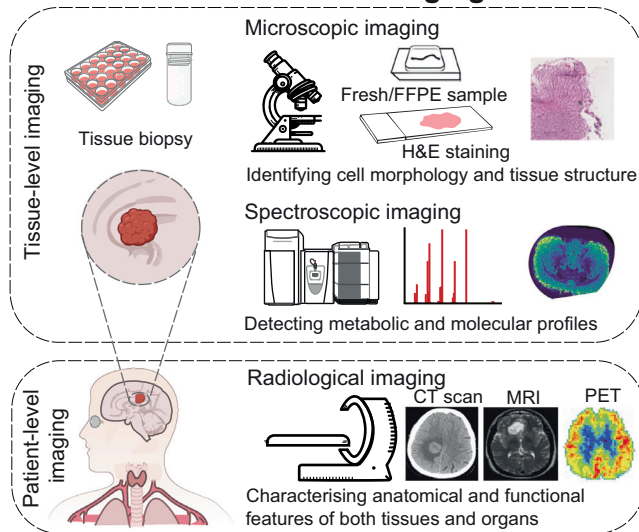 Tissue-level imaging
Tissue biopsy
Microscopic imaging
Fresh/FFPE sample
H&E staining
Identifying cell morphology and tissue structure
Spectroscopic imaging
Detecting metabolic and molecular profiles
Patient-level
imaging
Radiological imaging
CT scan MRI PET
Characterising anatomical and functional
features of both tissues and organs